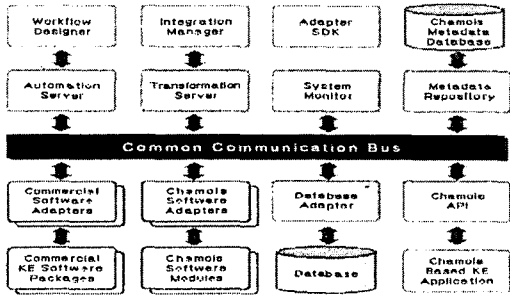 Workflow Designer
Integration Manager
Adapter SDK
Chamois Metadata Database
Automation Server
Transformation Server
System Monitor
Metadata Repository
Common Communication Bus
Commercial Software Adapters
Chamois Software Adapters
Database Adaptor
Chamois API
Commercial KE Software Packages
Chamois Software Modules
Database
Chamois Based KE Application